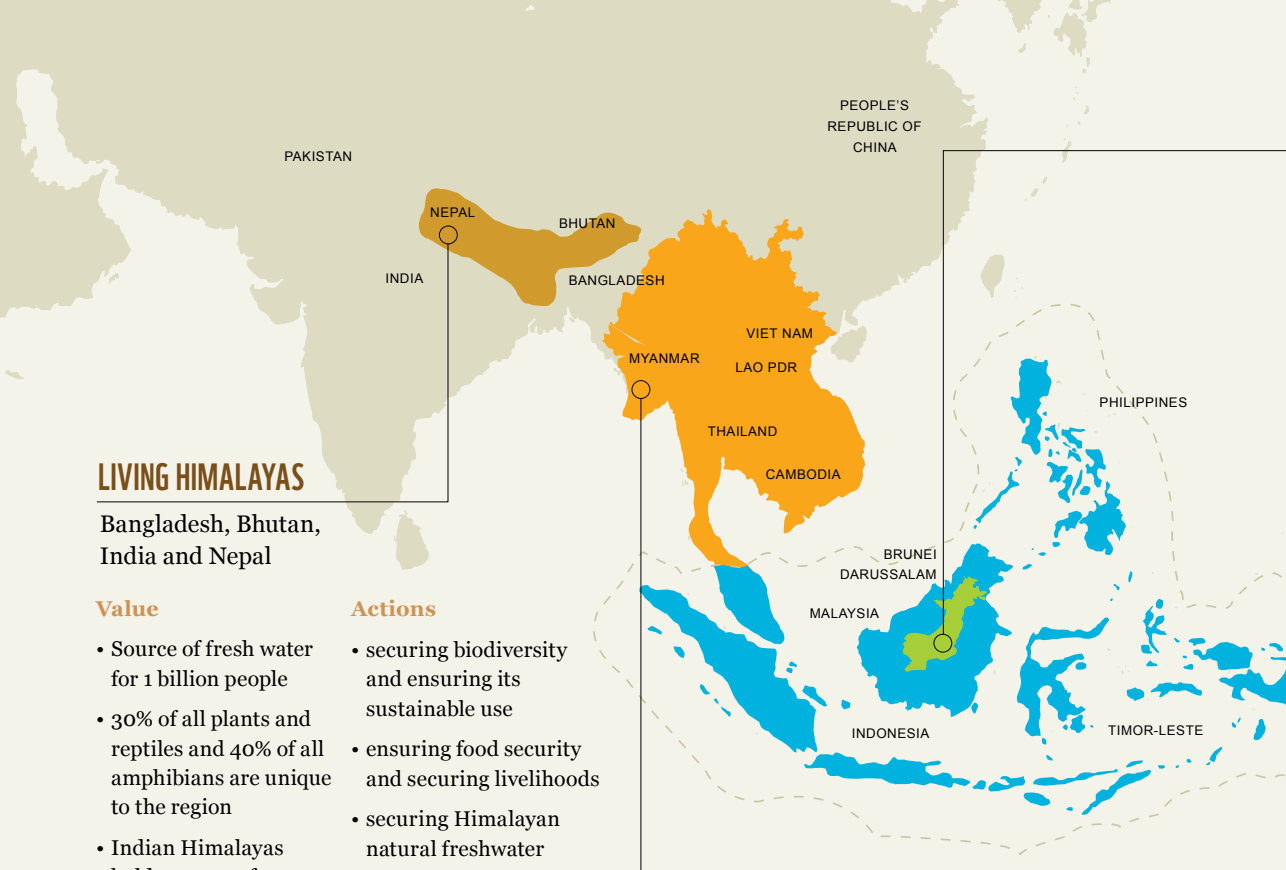 PEOPLE'S
REPUBLIC OF
CHINA
PAKISTAN
NEPAL
BHUTAN
INDIA
BANGLADESH
VIET NAM
MYANMAR
LAO PDR
PHILIPPINES
THAILAND
CAMBODIA
BRUNEI
DARUSSALAM
MALAYSIA
INDONESIA
TIMOR-LESTE
LIVING HIMALAYAS
Bangladesh, Bhutan,
India and Nepal
Value
• Source of fresh water
for 1 billion people
• 30% of all plants and
reptiles and 40% of all
amphibians are unique
to the region
• Indian Himalayas
Actions
• securing biodiversity
and ensuring its
sustainable use
• ensuring food security
and securing livelihoods
• securing Himalayan
natural freshwater